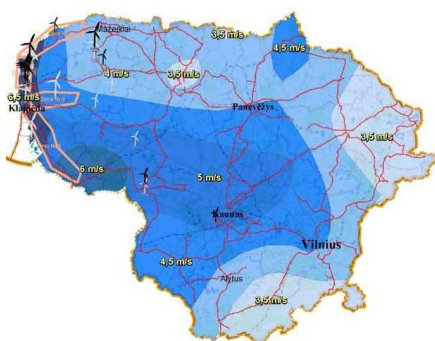 3,5 m/s
Mažeikiai
4,5 m/s
4 m/s
3,5 m/s
6,5 m/s
Klaipėda
Panevėžys
3,5 m/s
6 m/s
5 m/s
Kaunas
Vilnius
4,5 m/s
Alytus
3,5 m/s